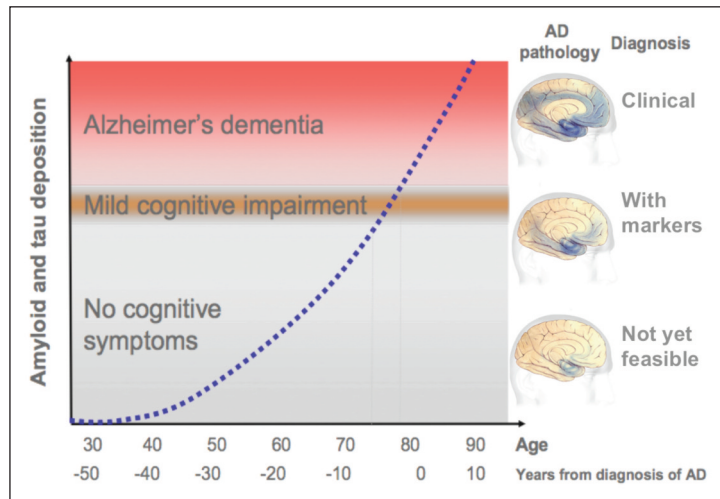 AD
pathology
Diagnosis
Amyloid and tau deposition
Alzheimer's dementia
Clinical
Mild cognitive impairment
With
markers
No cognitive
symptoms
Not yet
feasible
30 40 50 60 70 80 90 Age
-50 -40 -30 -20 -10 0 10 Years from diagnosis of AD